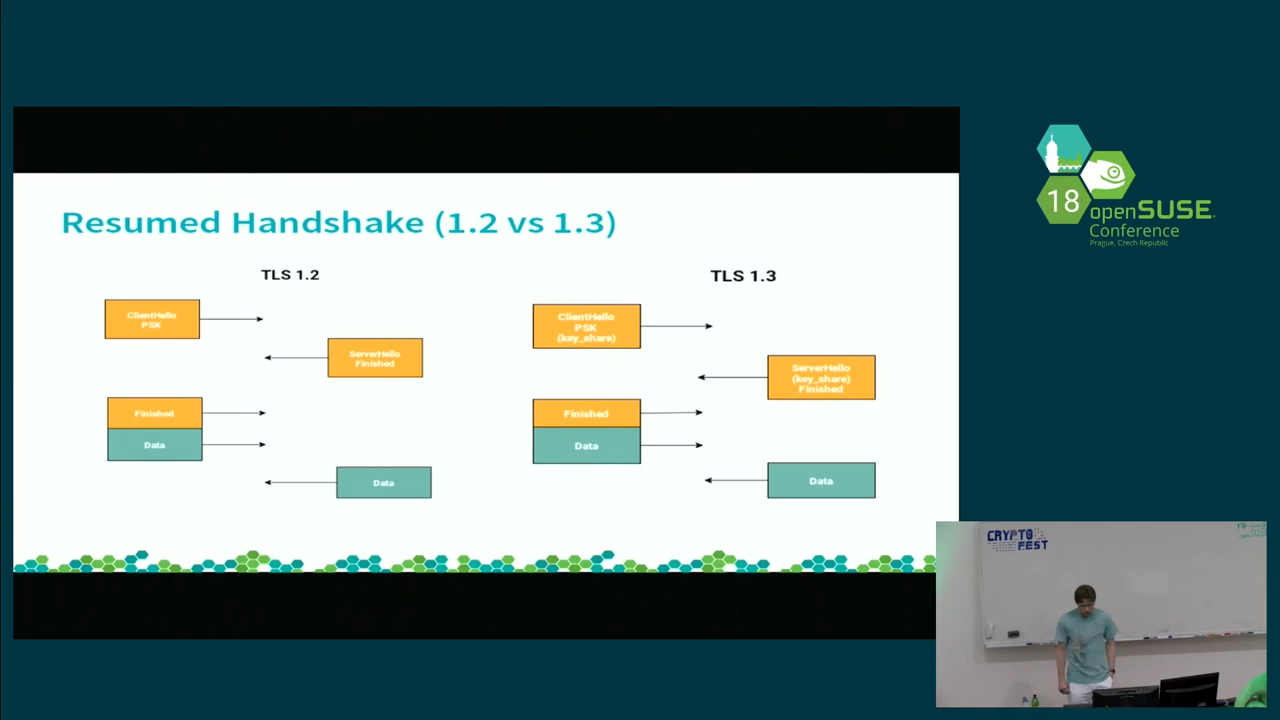 Resumed Handshake (1.2 vs 1.3)
TLS 1.2
ClientHello
PSK
ServerHello
Finished
Finished
Data
Data
TLS 1.3
ClientHello
PSK
(key_share)
ServerHello
(key_share)
Finished
Finished
Data
Data
18
openSUSE
Conference
Prague, Czech Republic
CRYPTO
FEST